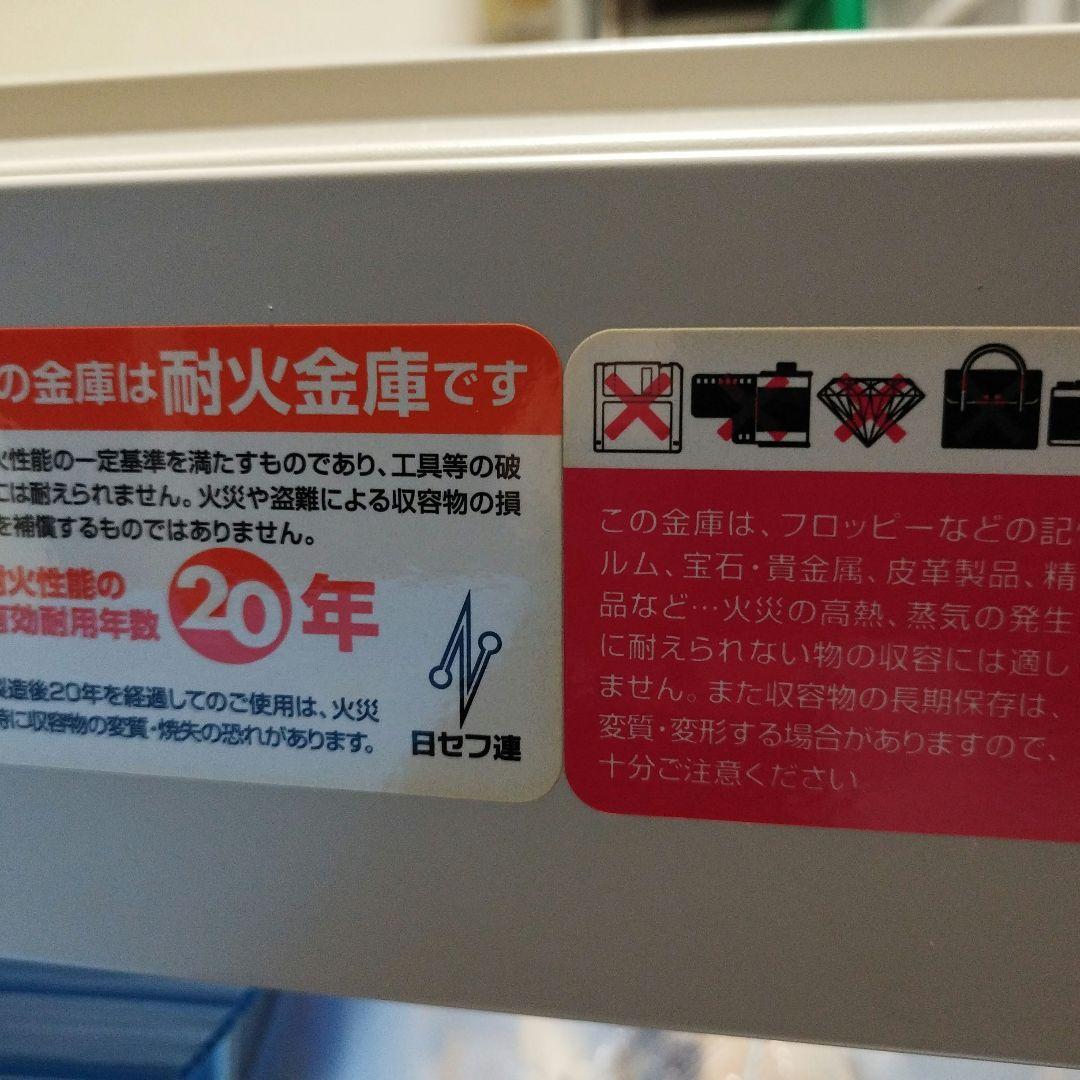 の金庫は耐火金庫です
火性能の一定基準を満たすものであり、工具等の破
には耐えられません。火災や盗難による収容物の損
を補償するものではありません。
耐火性能の
有効耐用年数
20年
製造後20年を経過してのご使用は、火災
時に収容物の変質・焼失の恐れがあります。
日セフ連
この金庫は、フロッピーなどの記
ルム、宝石・貴金属、皮革製品、精
品など…火災の高熱、蒸気の発生
に耐えられない物の収容には適し
ません。また収容物の長期保存は、
変質・変形する場合がありますので、
十分ご注意ください